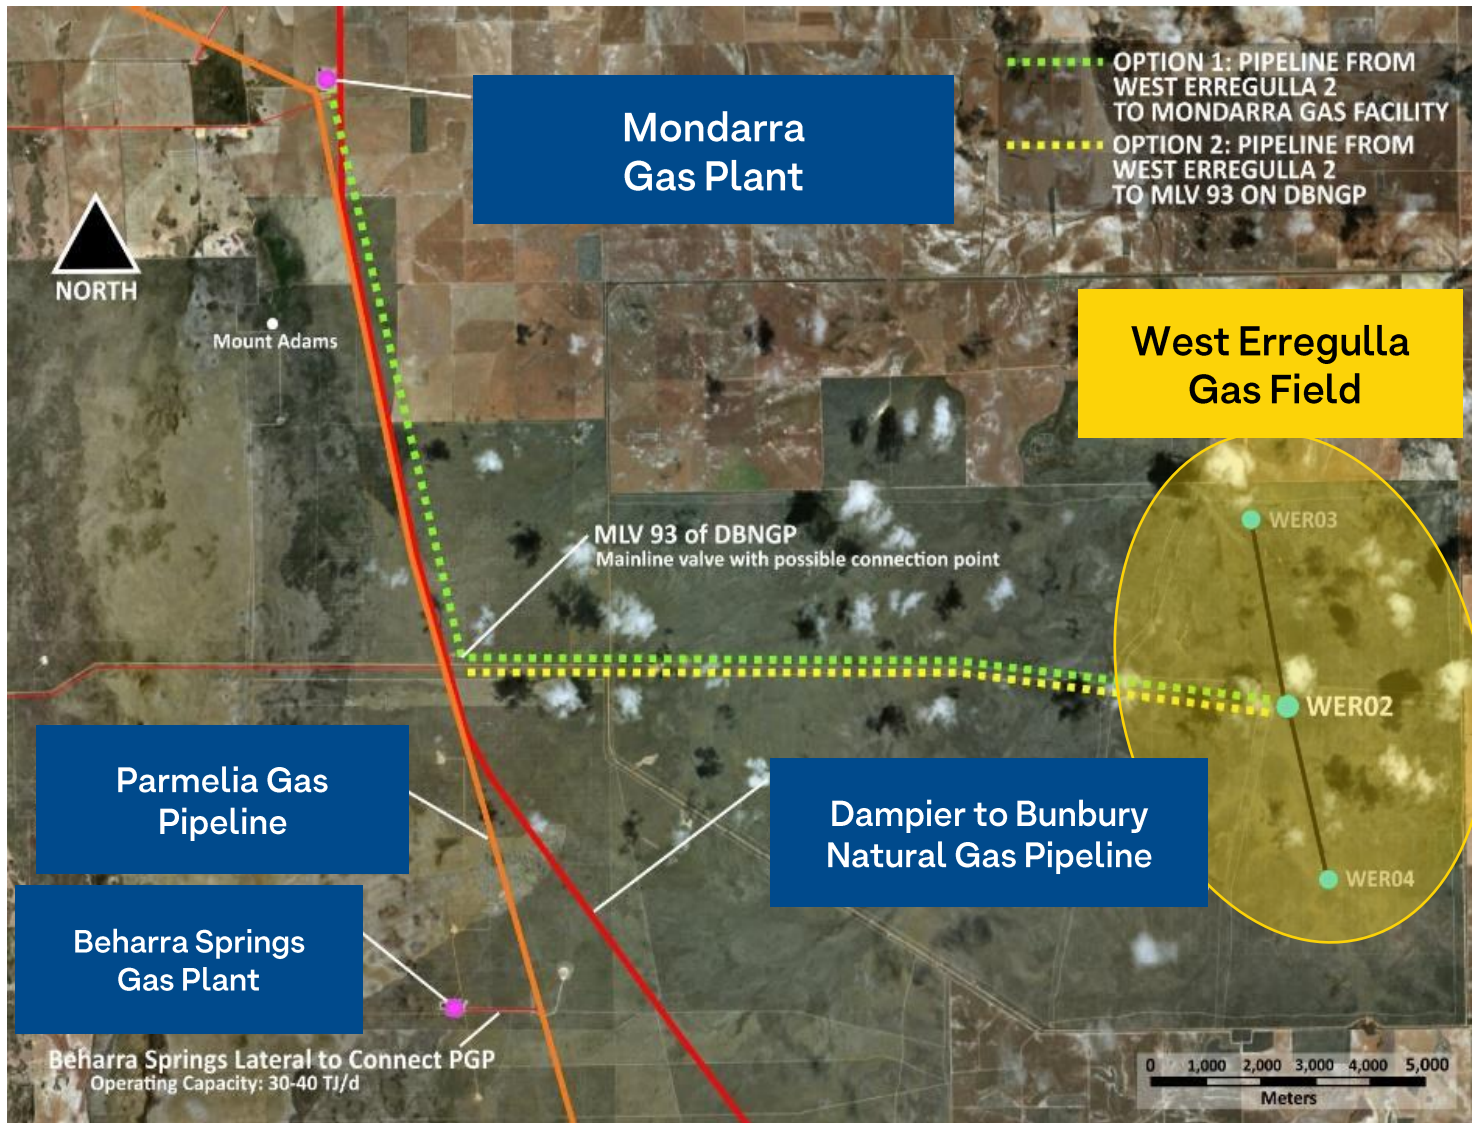 OPTION 1: PIPELINE FROM
WEST ERREGULLA 2
TO MONDARRA GAS FACILITY
OPTION 2: PIPELINE FROM
WEST ERREGULLA 2
TO MLV 93 ON DBNGP
Mondarra
Gas Plant
NORTH
Mount Adams
West Erregulla
Gas Field
WER03
MLV 93 of DBNGP
Mainline valve with possible connection point
WER02
Parmelia Gas
Pipeline
Dampier to Bunbury
Natural Gas Pipeline
WER04
Beharra Springs
Gas Plant
Beharra Springs Lateral to Connect PGP
Operating Capacity: 30-40 TJ/d
0 1,000 2,000 3,000 4,000 5,000
Meters